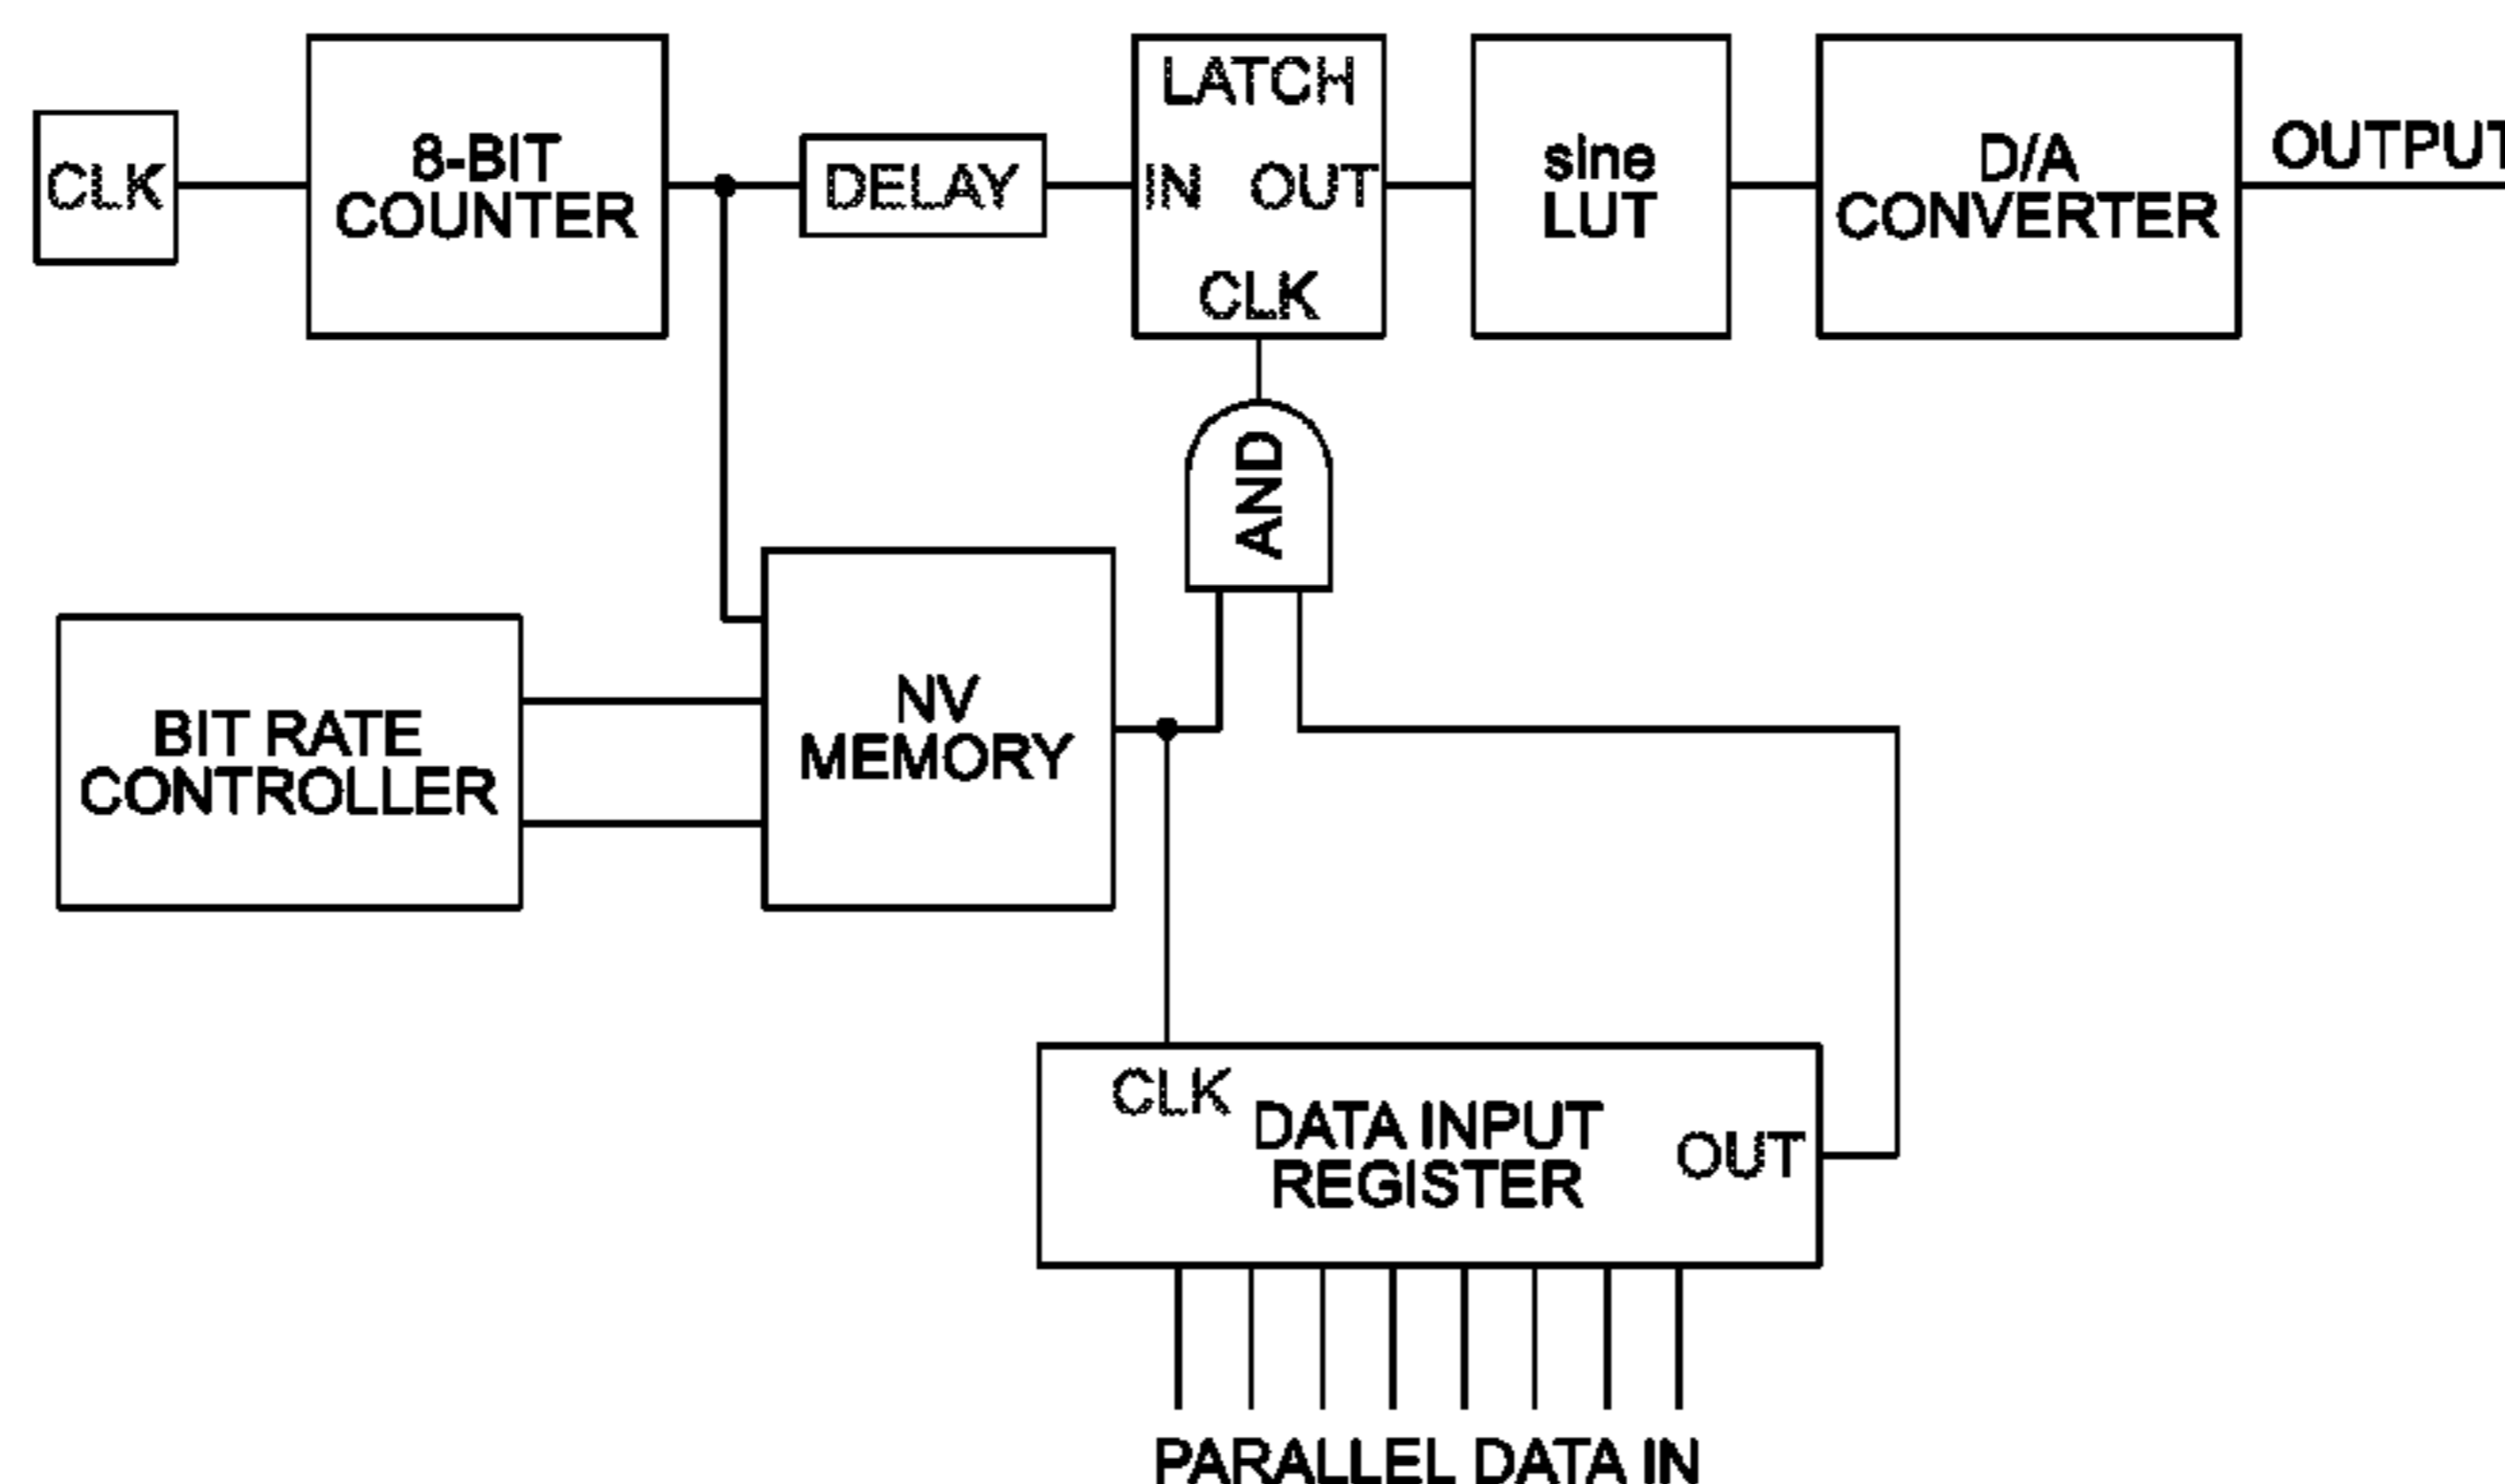 CLK
8-BIT
COUNTER
DELAY
LATCH
IN OUT
CLK
sine
LUT
D/A
CONVERTER
OUTPUT
AND
BIT RATE
CONTROLLER
NV
MEMORY
CLK
DATA INPUT
REGISTER
OUT
PARALLEL DATA IN